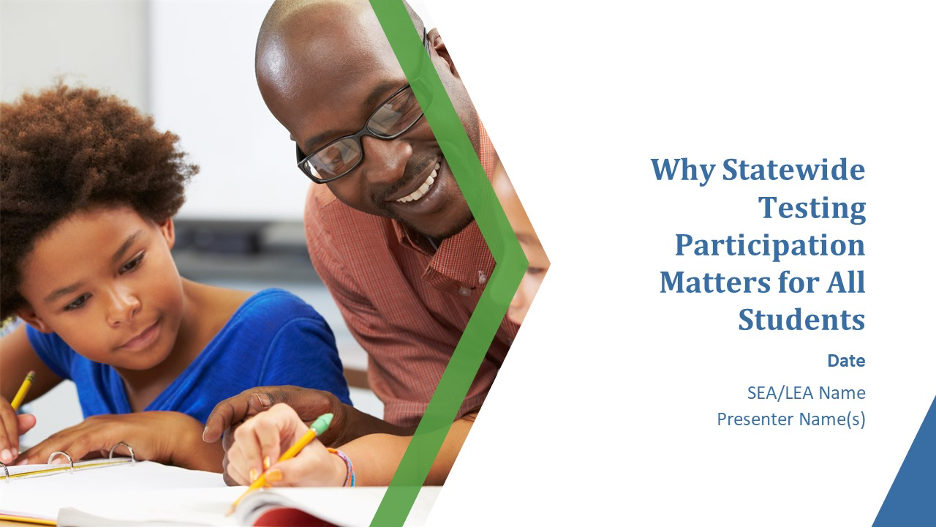 Why Statewide
Testing
Participation
Matters for All
Students
Date
SEA/LEA Name
Presenter Name(s)